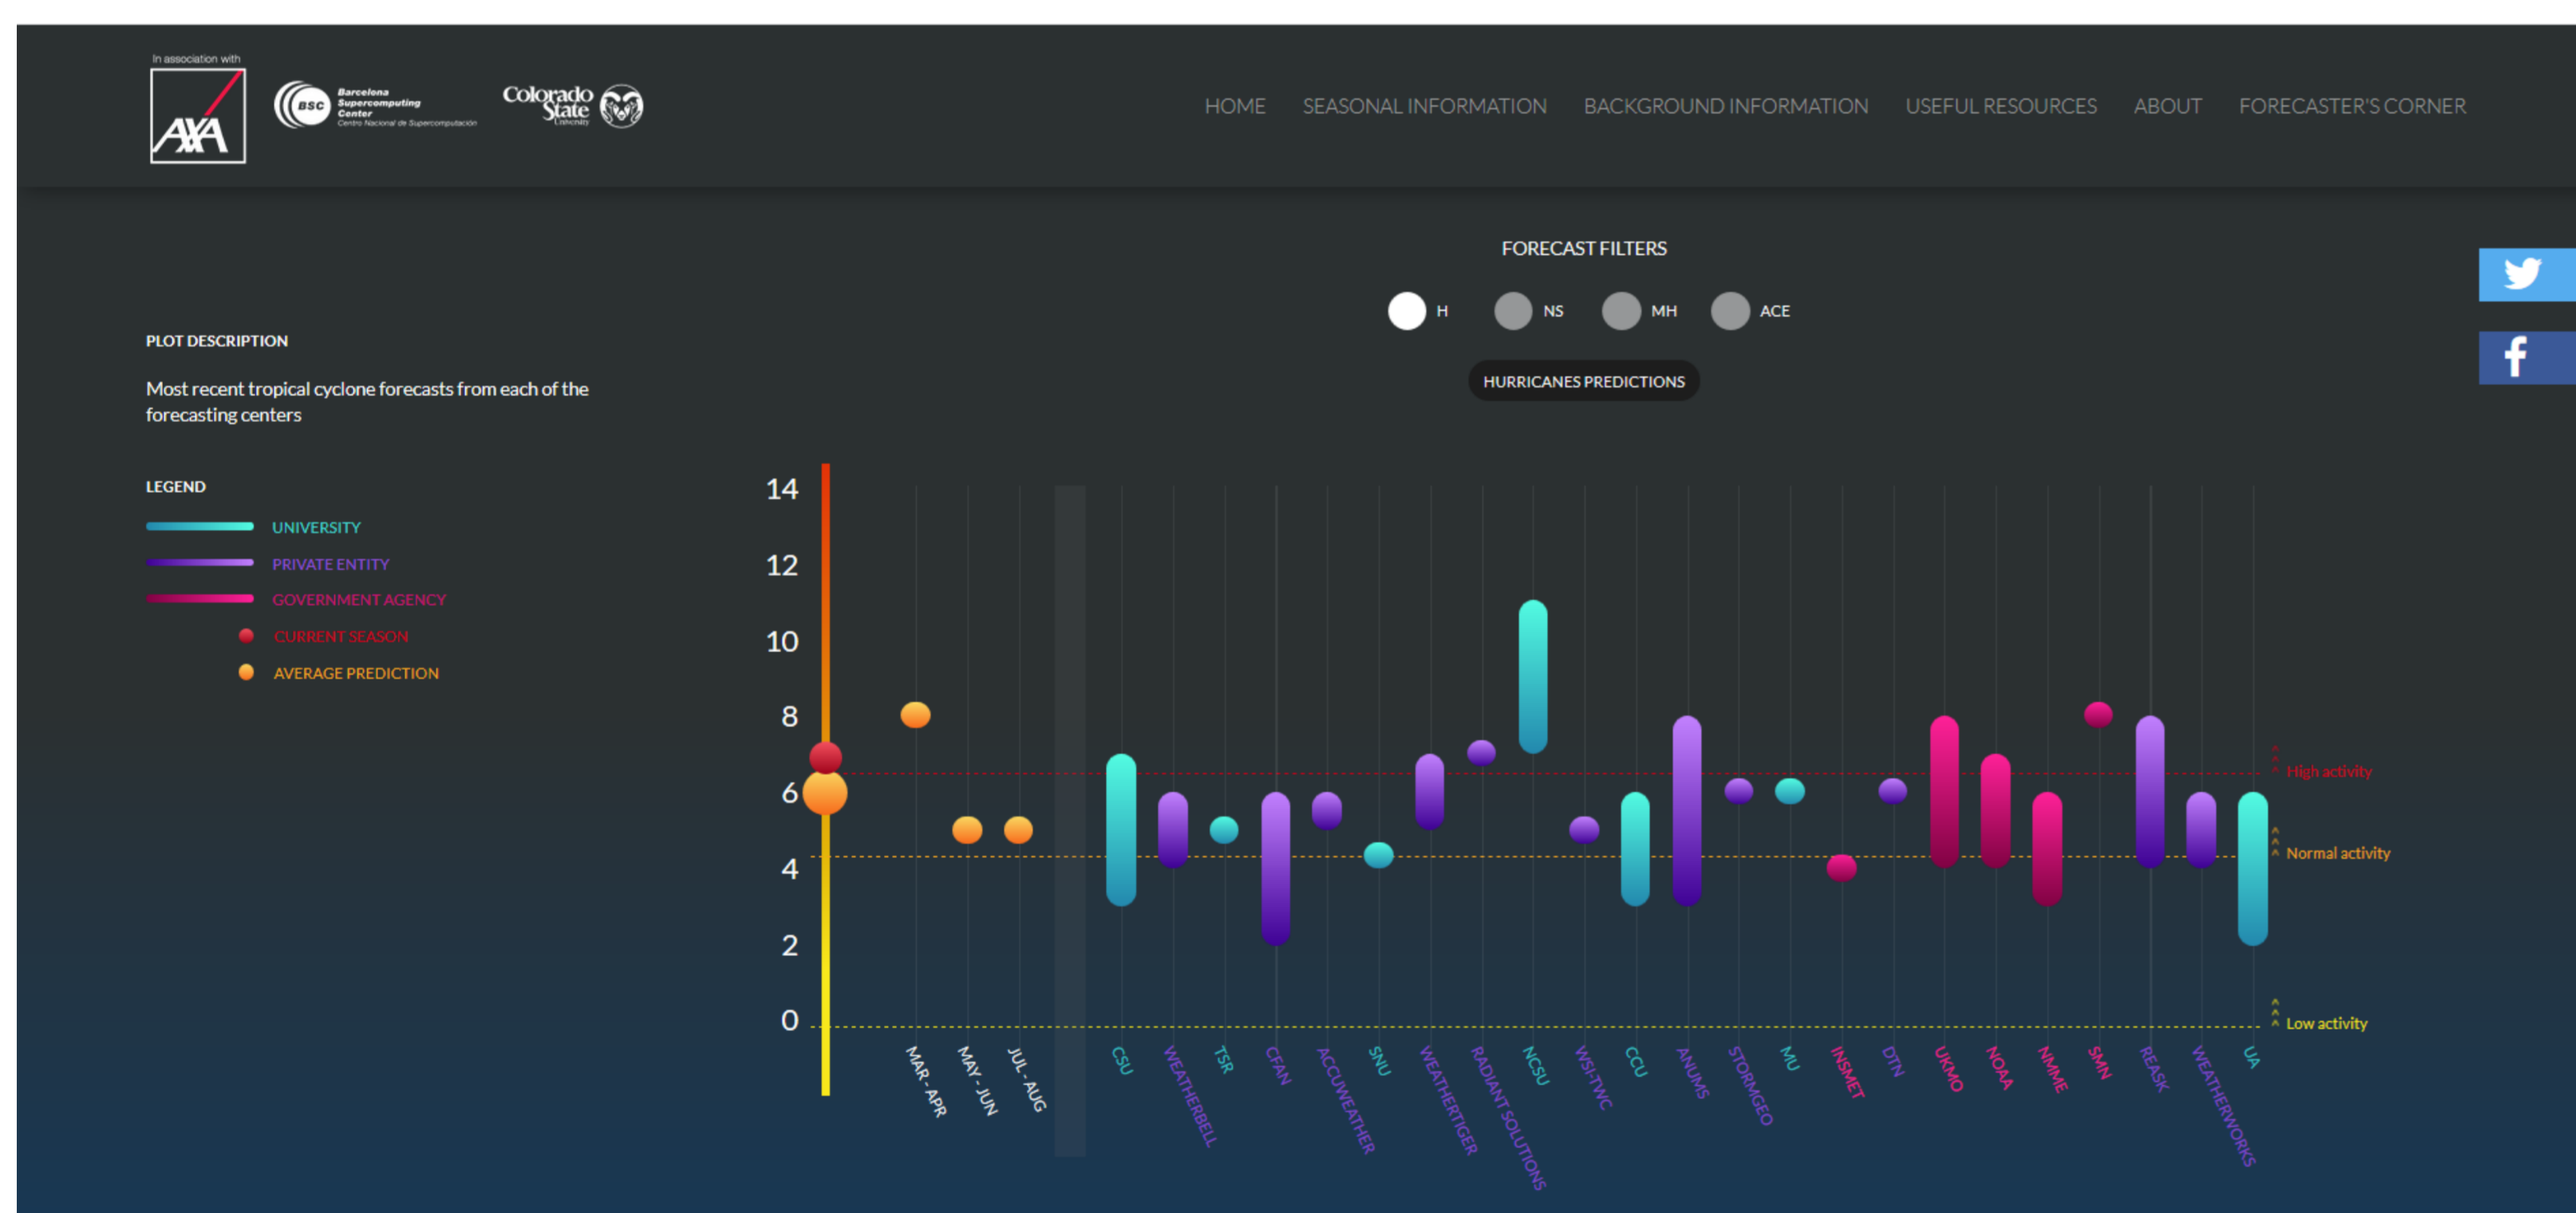 In association with
AXA
BSC
Barcelona
Supercomputing
Center
Centro Nacional de Supercomputación
Colorado
State
University
HOME SEASONAL INFORMATION BACKGROUND INFORMATION USEFUL RESOURCES ABOUT FORECASTER'S CORNER
FORECAST FILTERS
H NS MH ACE
HURRICANES PREDICTIONS
PLOT DESCRIPTION
Most recent tropical cyclone forecasts from each of the
forecasting centers
LEGEND
UNIVERSITY
PRIVATE ENTITY
GOVERNMENT AGENCY
CURRENT SEASON
AVERAGE PREDICTION
14
12
10
8
6
4
2
0
High activity
Normal activity
Low activity
MAR - APR
MAY - JUN
JUL - AUG
CSU
WEATHERBELL
TSR
CFAN
ACCUWEATHER
SNU
WEATHERTIGER
RADIANT SOLUTIONS
NCSU
WSI-TWC
CCU
ANUMS
STORMGEO
MU
INSMET
DTN
UKMO
NOAA
NMME
SMN
REASK
WEATHERWORKS
UA